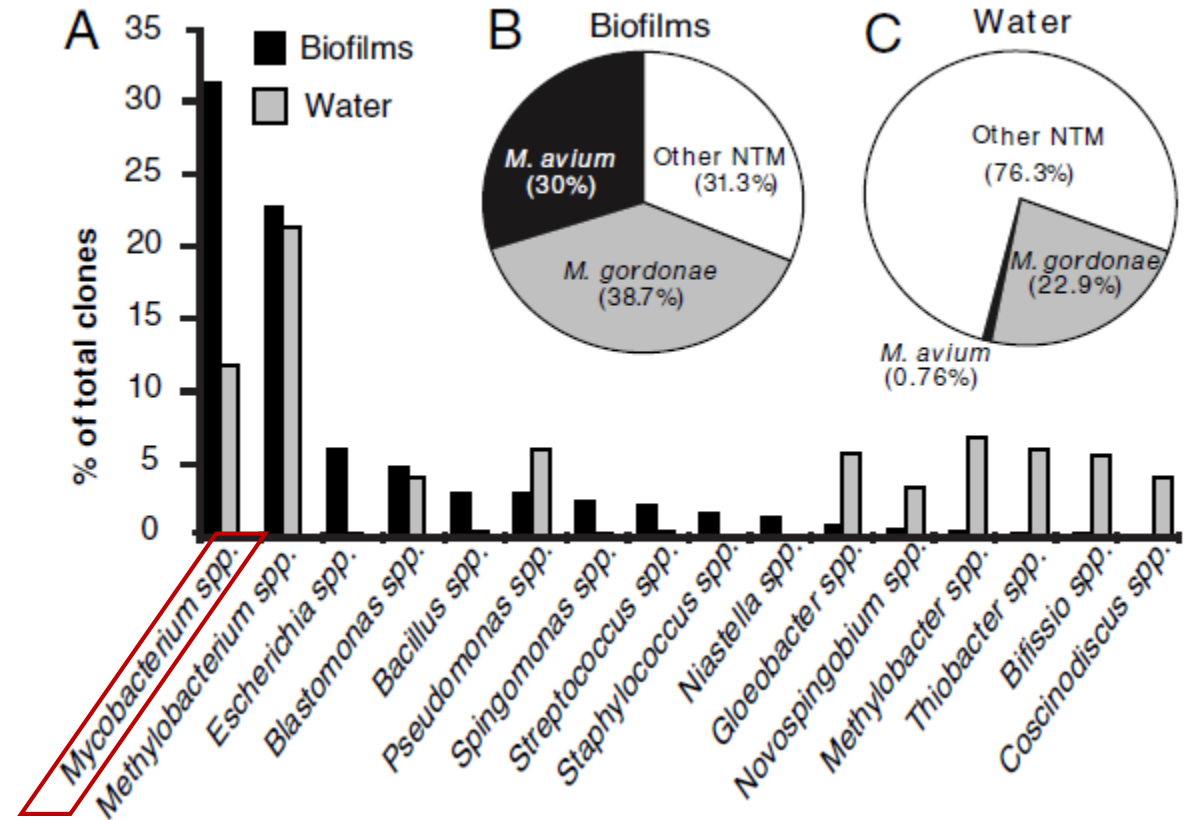 A
35
30
25
20
15
10
5
0
% of total clones
Biofilms
Water
B
Biofilms
M. avium
(30%)
Other NTM
(31.3%)
M. gordonae
(38.7%)
C
Water
Other NTM
(76.3%)
M. gordonae
(22.9%)
M. avium
(0.76%)
Mycobacterium spp.
Methylobacterium spp.
Escherichia spp.
Blastomonas spp.
Bacillus spp.
Pseudomonas spp.
Spingomonas spp.
Streptococcus spp.
Staphylococcus spp.
Niastella spp.
Gloeobacter spp.
Novospingobium spp.
Methylobacter spp.
Thiobacter spp.
Bifissio spp.
Coscinodiscus spp.